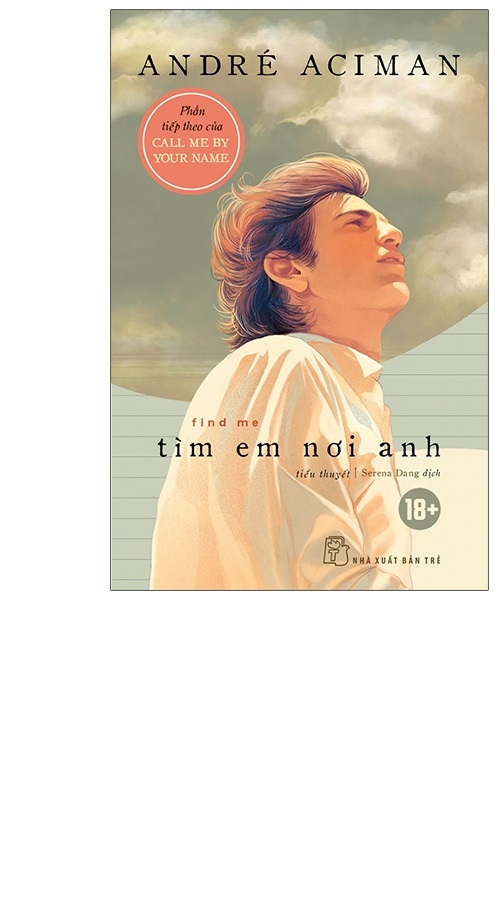 ANDRÉ ACIMAN
Phần
tiếp theo của
CALL ME BY
YOUR NAME
find me
tìm em nơi anh
tiểu thuyết | Serena Dang dịch
18+
NHÀ XUẤT BẢN TRẺ